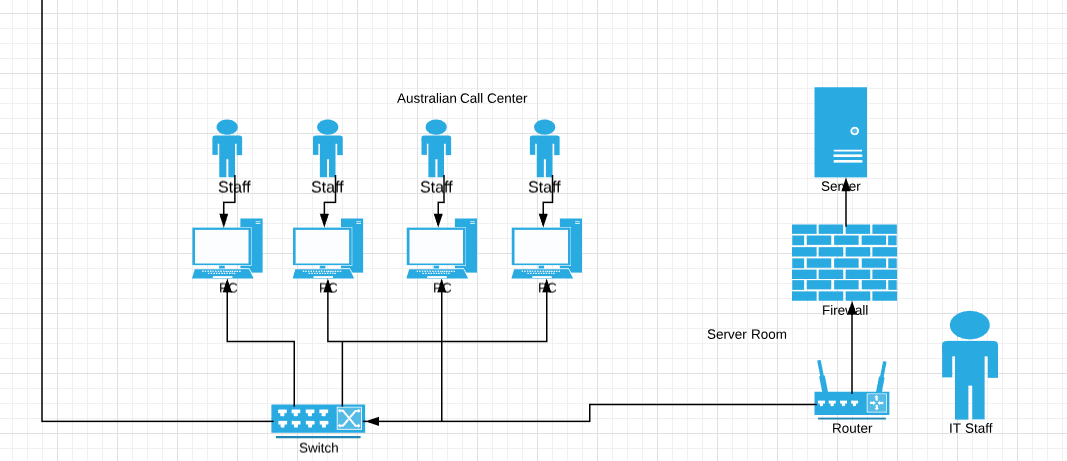 Australian Call Center
Staff
Staff
Staff
Staff
Server
PC
PC
PC
PC
Firewall
Server Room
Router
IT Staff
Switch